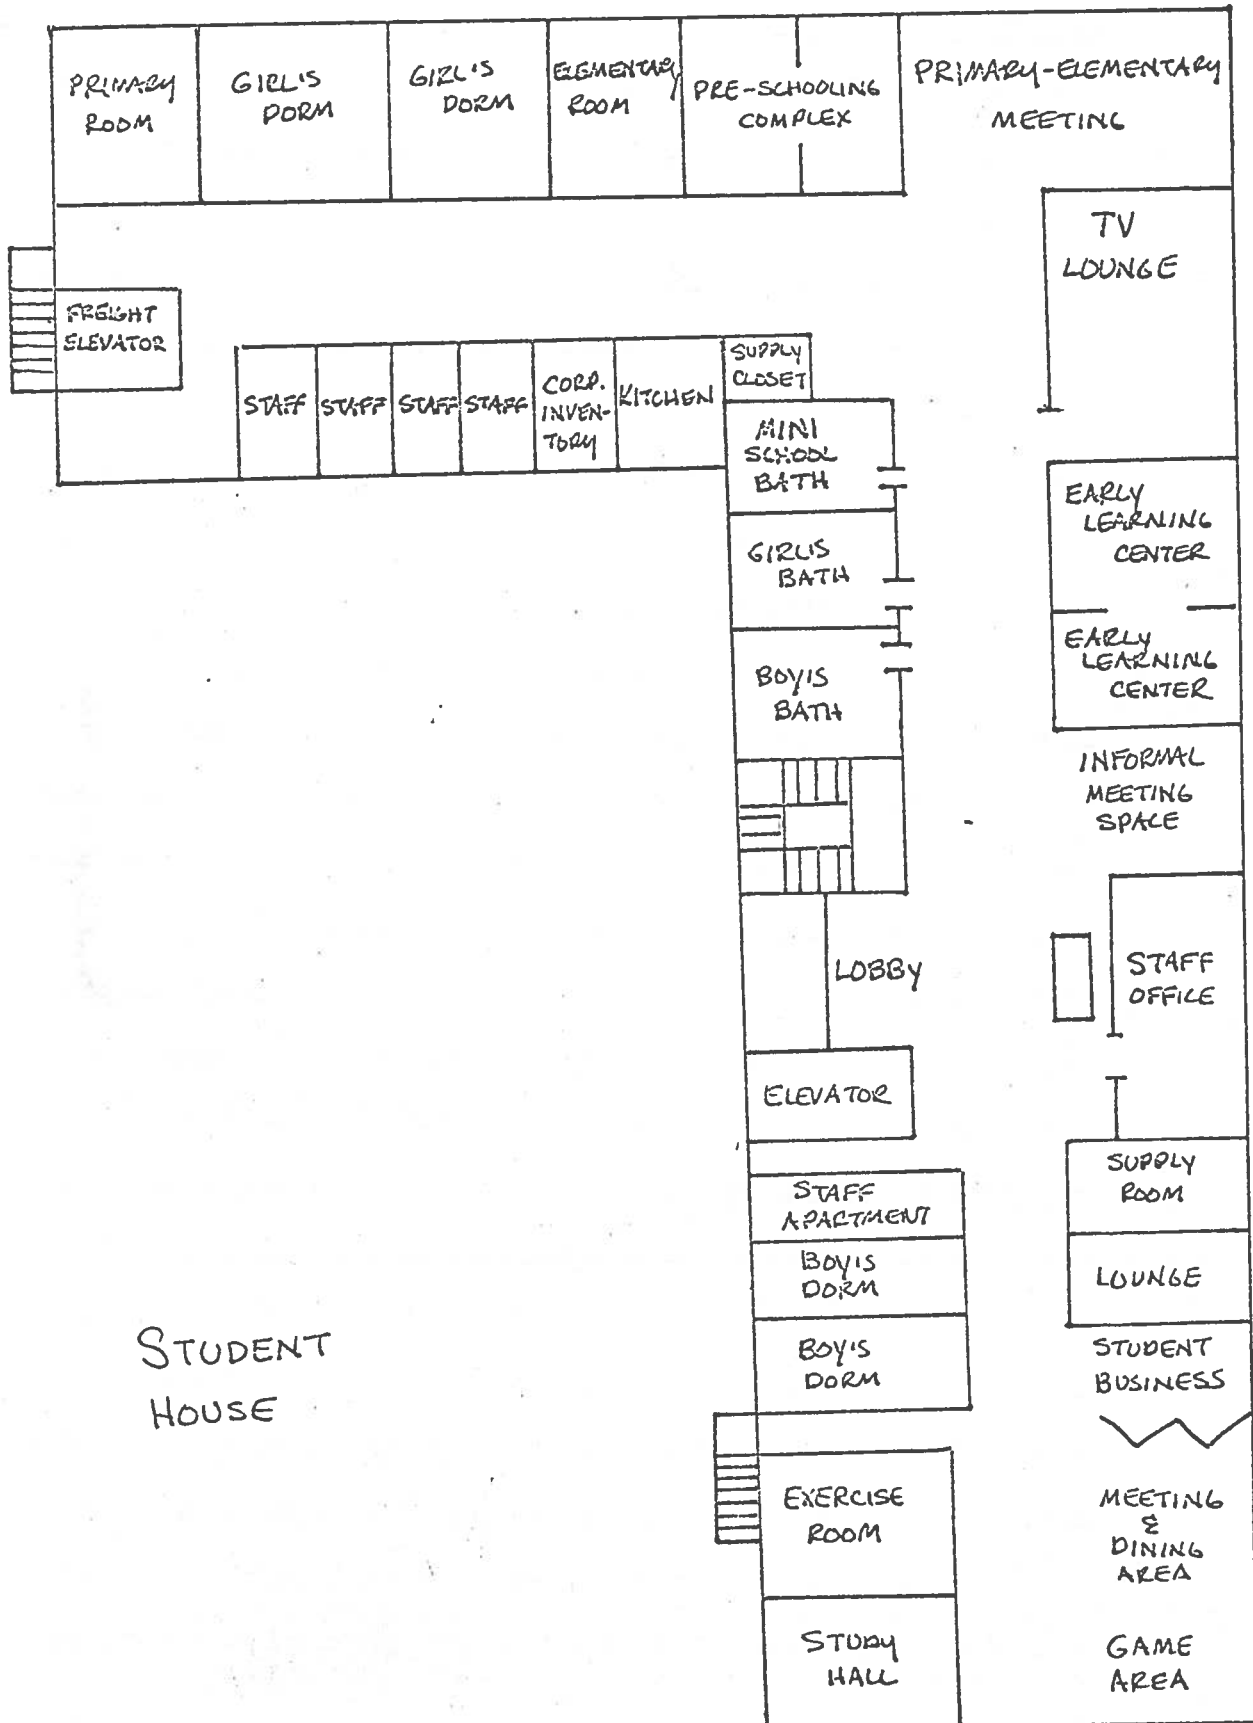 PRIMARY
ROOM
GIRL'S
DORM
GIRL'S
DORM
ELEMENTARY
ROOM
PRE-SCHOOLING
COMPLEX
PRIMARY-ELEMENTARY
MEETING
TV
LOUNGE
FREIGHT
ELEVATOR
STAFF
STAFF
STAFF
STAFF
CORP.
INVEN-
TORY
KITCHEN
SUPPLY
CLOSET
MINI
SCHOOL
BATH
GIRL'S
BATH
BOY'S
BATH
EARLY
LEARNING
CENTER
EARLY
LEARNING
CENTER
INFORMAL
MEETING
SPACE
LOBBY
STAFF
OFFICE
ELEVATOR
STAFF
APARTMENT
BOY'S
DORM
BOY'S
DORM
SUPPLY
ROOM
LOUNGE
STUDENT
BUSINESS
STUDENT
HOUSE
EXERCISE
ROOM
MEETING
&
DINING
AREA
STUDY
HALL
GAME
AREA